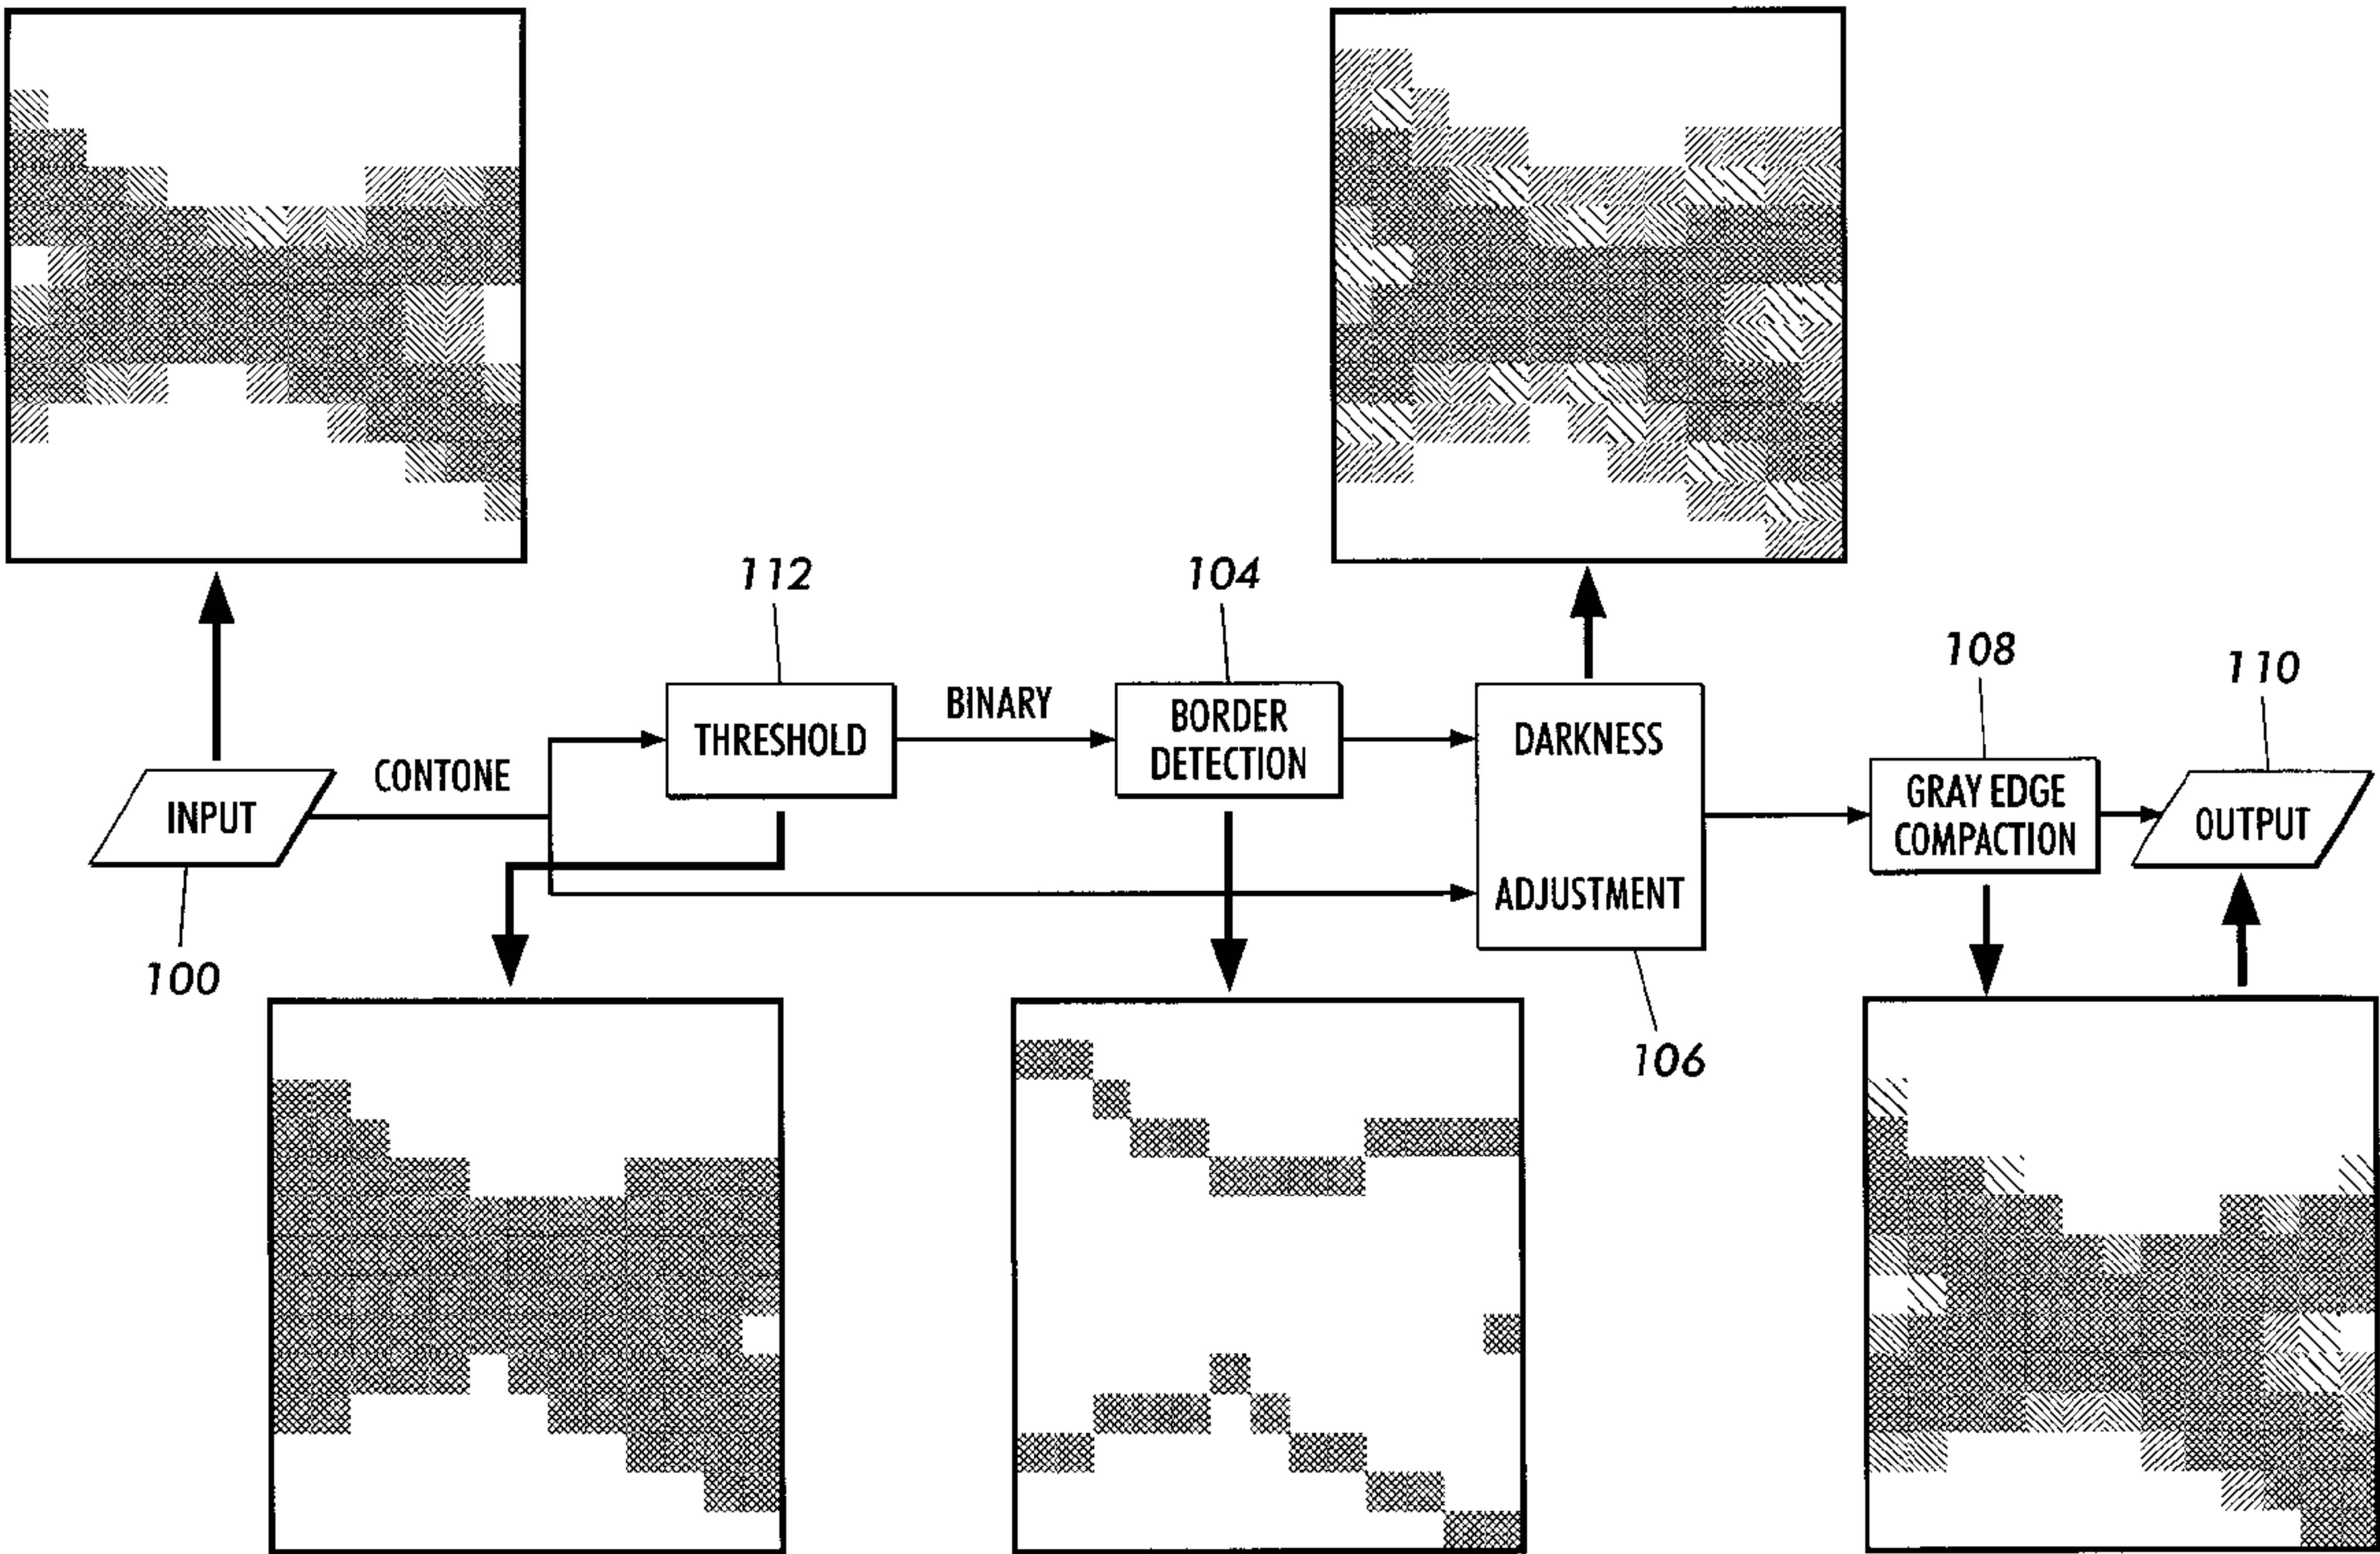 112
104
108
110
CONTONE
BINARY
INPUT
THRESHOLD
BORDER
DETECTION
DARKNESS
ADJUSTMENT
GRAY EDGE
COMPACTION
OUTPUT
100
106